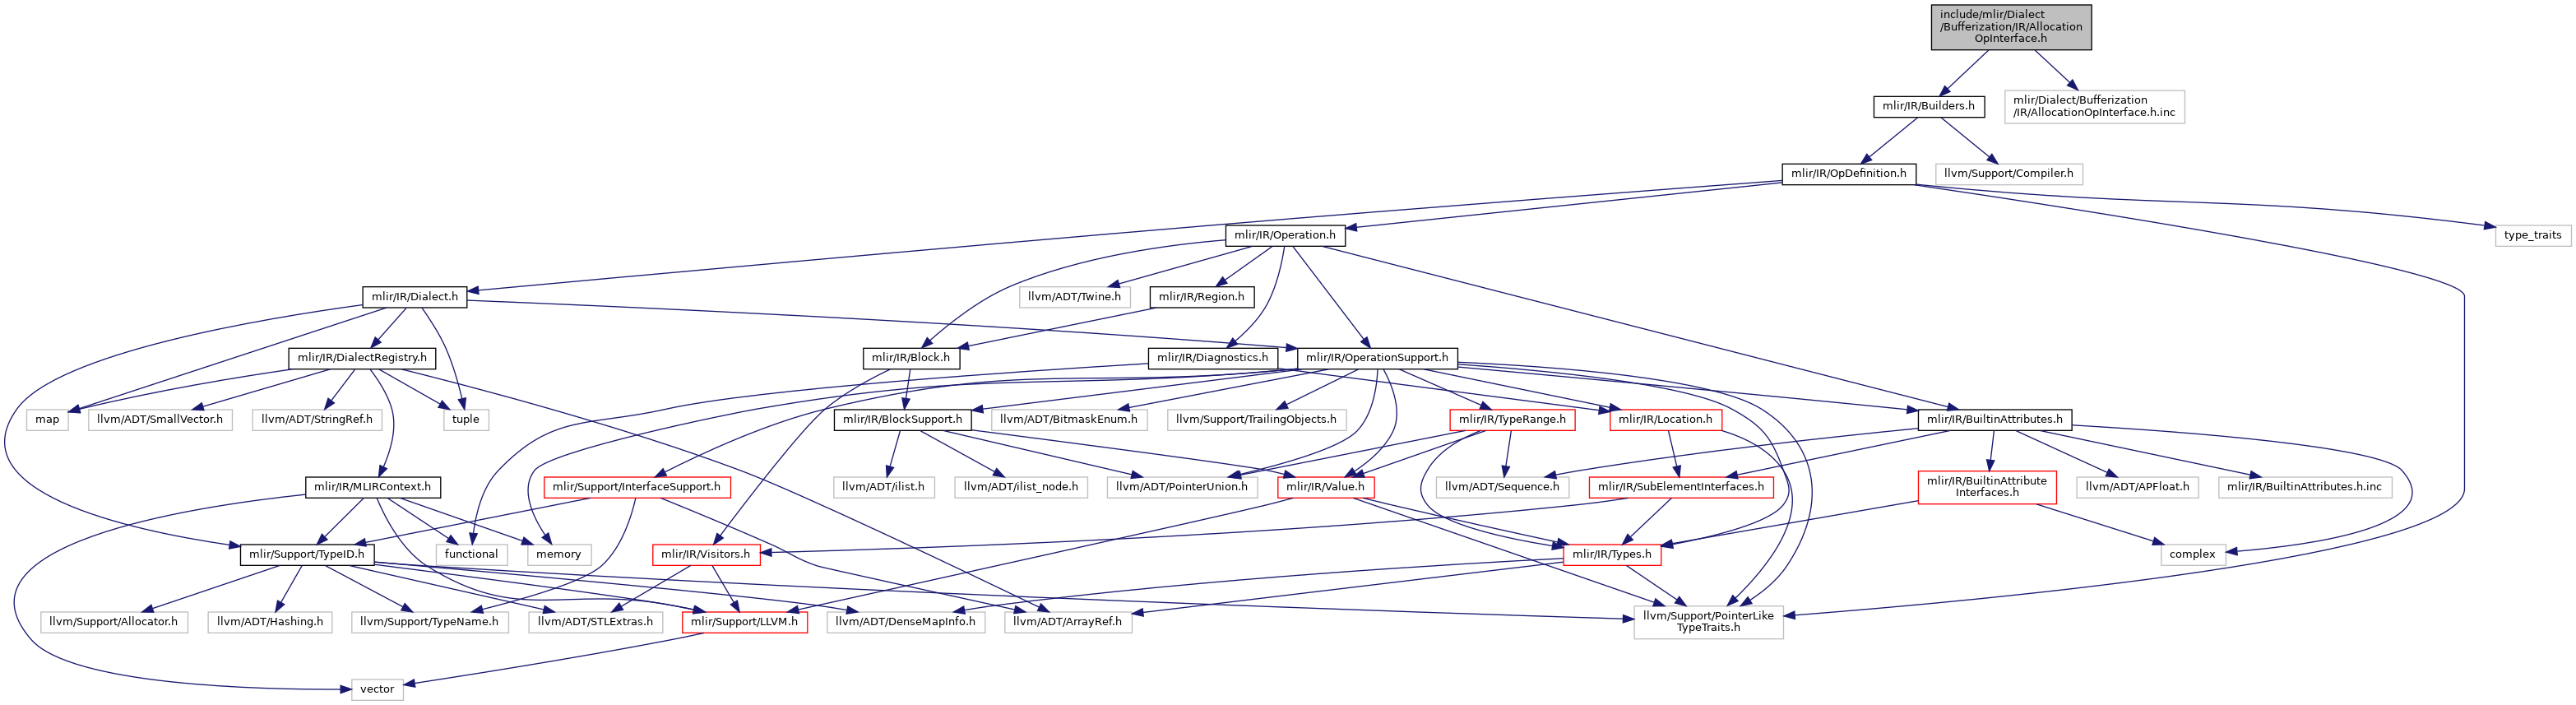 include/mlir/Dialect
/Bufferization/IR/Allocation
OpInterface.h
mlir/IR/Builders.h
mlir/Dialect/Bufferization
/IR/AllocationOpInterface.h.inc
mlir/IR/OpDefinition.h
llvm/Support/Compiler.h
mlir/IR/Operation.h
type_traits
mlir/IR/Dialect.h
llvm/ADT/Twine.h
mlir/IR/Region.h
mlir/IR/DialectRegistry.h
mlir/IR/Block.h
mlir/IR/Diagnostics.h
mlir/IR/OperationSupport.h
map
llvm/ADT/SmallVector.h
llvm/ADT/StringRef.h
tuple
mlir/IR/BlockSupport.h
llvm/ADT/BitmaskEnum.h
llvm/Support/TrailingObjects.h
mlir/IR/TypeRange.h
mlir/IR/Location.h
mlir/IR/BuiltinAttributes.h
mlir/IR/MLIRContext.h
mlir/Support/InterfaceSupport.h
llvm/ADT/ilist.h
llvm/ADT/ilist_node.h
llvm/ADT/PointerUnion.h
mlir/IR/Value.h
llvm/ADT/Sequence.h
mlir/IR/SubElementInterfaces.h
mlir/IR/BuiltinAttribute
Interfaces.h
llvm/ADT/APFloat.h
mlir/IR/BuiltinAttributes.h.inc
mlir/Support/TypeID.h
functional
memory
mlir/IR/Visitors.h
mlir/IR/Types.h
complex
llvm/Support/Allocator.h
llvm/ADT/Hashing.h
llvm/Support/TypeName.h
llvm/ADT/STLExtras.h
mlir/Support/LLVM.h
llvm/ADT/DenseMapInfo.h
llvm/ADT/ArrayRef.h
llvm/Support/PointerLike
TypeTraits.h
vector